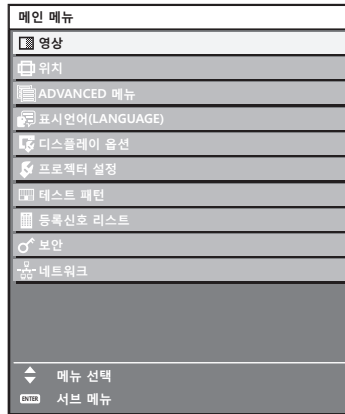 메인 메뉴
영상
위치
ADVANCED 메뉴
표시언어(LANGUAGE)
디스플레이 옵션
프로젝터 설정
테스트 패턴
등록신호 리스트
보안
네트워크
메뉴 선택
ENTER 서브 메뉴